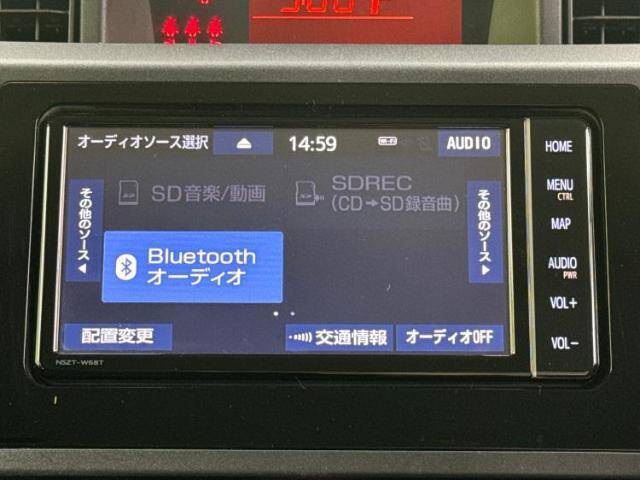 オーディオソース選択
14:59
AUDIO
HOME
SD音楽/動画
SDREC
(CD→SD録音曲)
その他のソース
その他のソース
Bluetooth
オーディオ
MENU
CTRL
MAP
AUDIO
PWR
VOL+
VOL-
配置変更
交通情報
オーディオOFF
NSZT-W68T